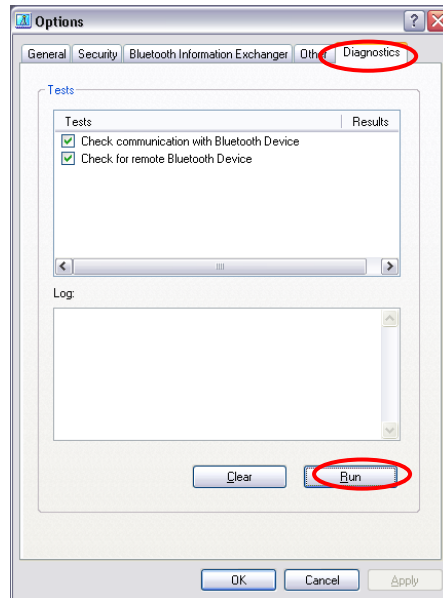 Options
General Security Bluetooth Information Exchanger Other Diagnostics
Tests
Tests Results
Check communication with Bluetooth Device
Check for remote Bluetooth Device
Log:
Clear Run
OK Cancel Apply